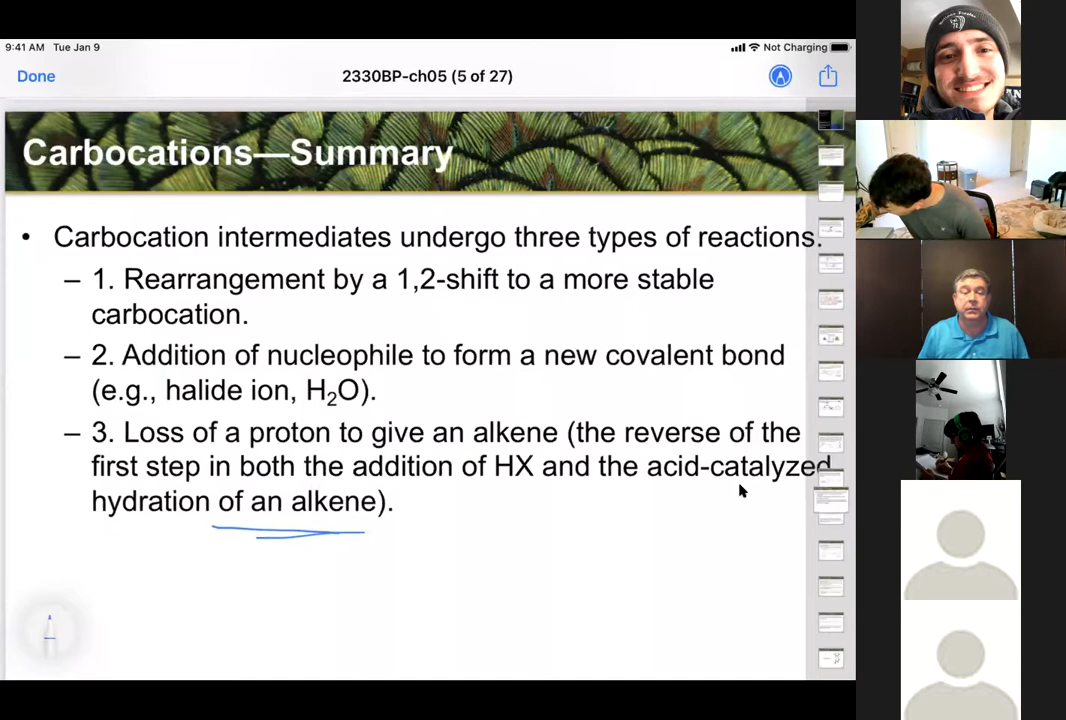 9:41 AM Tue Jan 9
Not Charging
Done
2330BP-ch05 (5 of 27)
Carbocations—Summary
• Carbocation intermediates undergo three types of reactions.
– 1. Rearrangement by a 1,2-shift to a more stable
carbocation.
– 2. Addition of nucleophile to form a new covalent bond
(e.g., halide ion, H₂O).
– 3. Loss of a proton to give an alkene (the reverse of the
first step in both the addition of HX and the acid-catalyzed
hydration of an alkene).